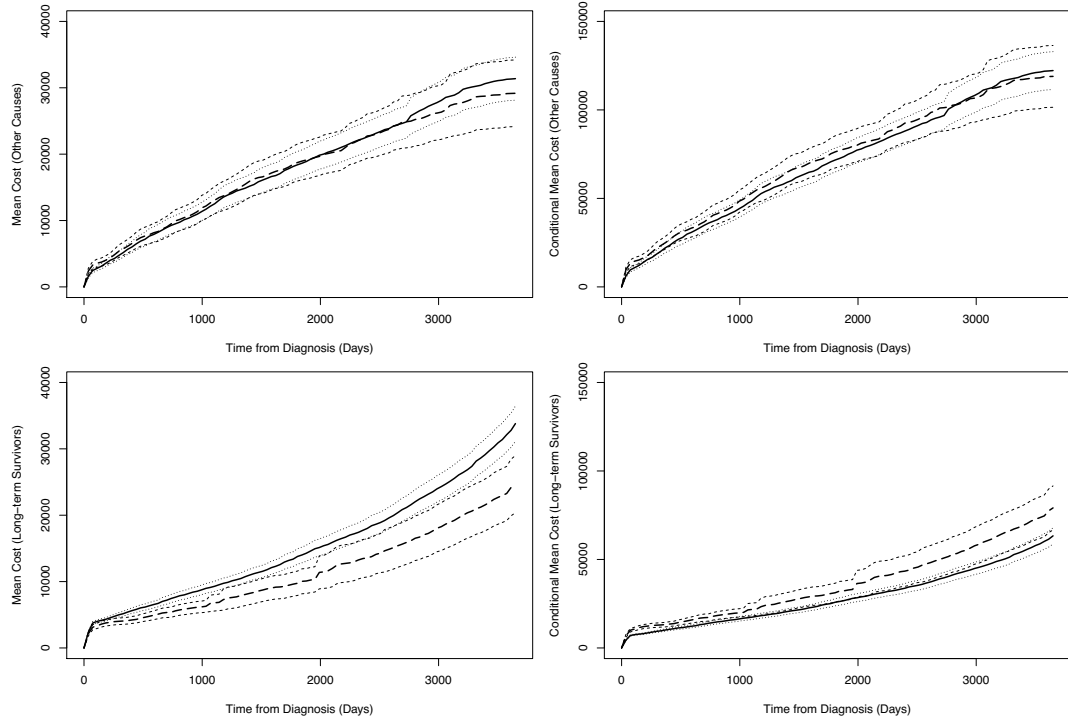 Mean Cost (Other Causes)
40000
30000
20000
10000
0
0 1000 2000 3000
Time from Diagnosis (Days)
Conditional Mean Cost (Other Causes)
150000
100000
50000
0
0 1000 2000 3000
Time from Diagnosis (Days)
Mean Cost (Long−term Survivors)
40000
30000
20000
10000
0
0 1000 2000 3000
Time from Diagnosis (Days)
Conditional Mean Cost (Long−term Survivors)
150000
100000
50000
0
0 1000 2000 3000
Time from Diagnosis (Days)